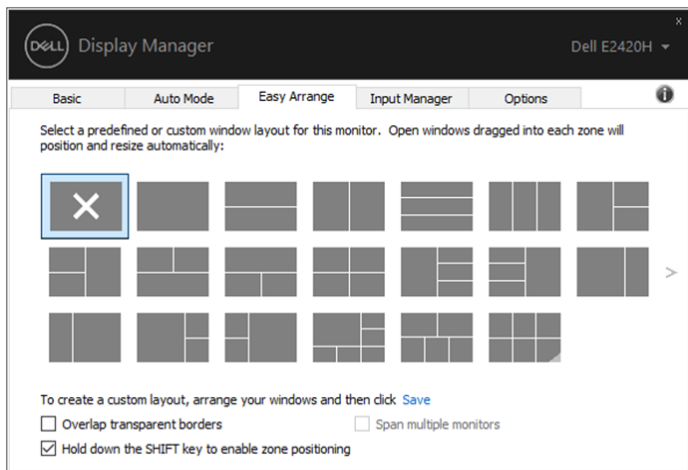 x
DELL Display Manager Dell E2420H
Basic Auto Mode Easy Arrange Input Manager Options
Select a predefined or custom window layout for this monitor. Open windows dragged into each zone will
position and resize automatically:
To create a custom layout, arrange your windows and then click Save
Overlap transparent borders Span multiple monitors
Hold down the SHIFT key to enable zone positioning